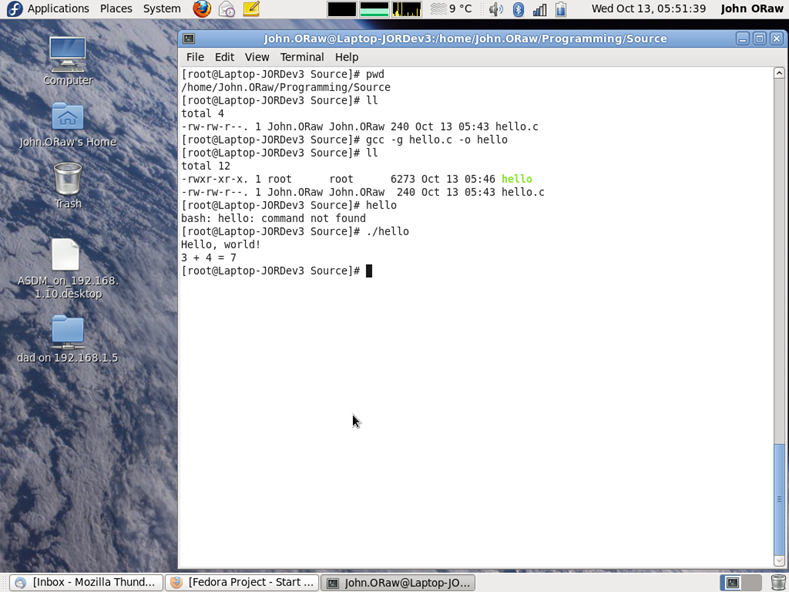 Applications Places System 9 °C Wed Oct 13, 05:51:39 John ORaw
John.ORaw@Laptop-JORDev3:/home/John.ORaw/Programming/Source
File Edit View Terminal Help
[root@Laptop-JORDev3 Source]# pwd
/home/John.ORaw/Programming/Source
[root@Laptop-JORDev3 Source]# ll
total 4
-rw-rw-r--. 1 John.ORaw John.ORaw 240 Oct 13 05:43 hello.c
[root@Laptop-JORDev3 Source]# gcc -g hello.c -o hello
[root@Laptop-JORDev3 Source]# ll
total 12
-rwxr-xr-x. 1 root      root      6273 Oct 13 05:46 hello
-rw-rw-r--. 1 John.ORaw John.ORaw  240 Oct 13 05:43 hello.c
[root@Laptop-JORDev3 Source]# hello
bash: hello: command not found
[root@Laptop-JORDev3 Source]# ./hello
Hello, world!
3 + 4 = 7
[root@Laptop-JORDev3 Source]#
Computer
John.ORaw's Home
Trash
ASDM_on_192.168.
1.10.desktop
dad on 192.168.1.5
[Inbox - Mozilla Thund... [Fedora Project - Start ... John.ORaw@Laptop-JO...